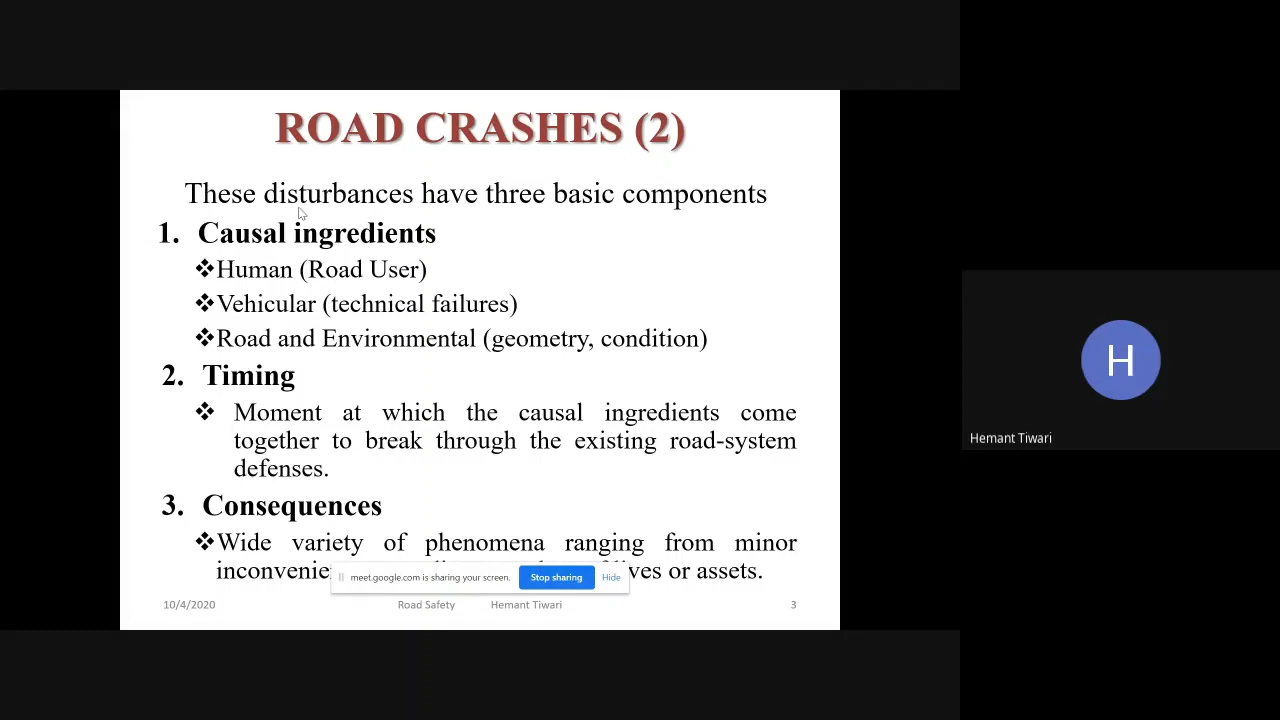 ROAD CRASHES (2)
These disturbances have three basic components
1. Causal ingredients
❖Human (Road User)
❖Vehicular (technical failures)
❖Road and Environmental (geometry, condition)
2. Timing
❖ Moment at which the causal ingredients come
together to break through the existing road-system
defenses.
3. Consequences
❖Wide variety of phenomena ranging from minor
lives or assets.
meet.google.com is sharing your screen. Stop sharing Hide
10/4/2020 Road Safety Hemant Tiwari 3
H
Hemant Tiwari